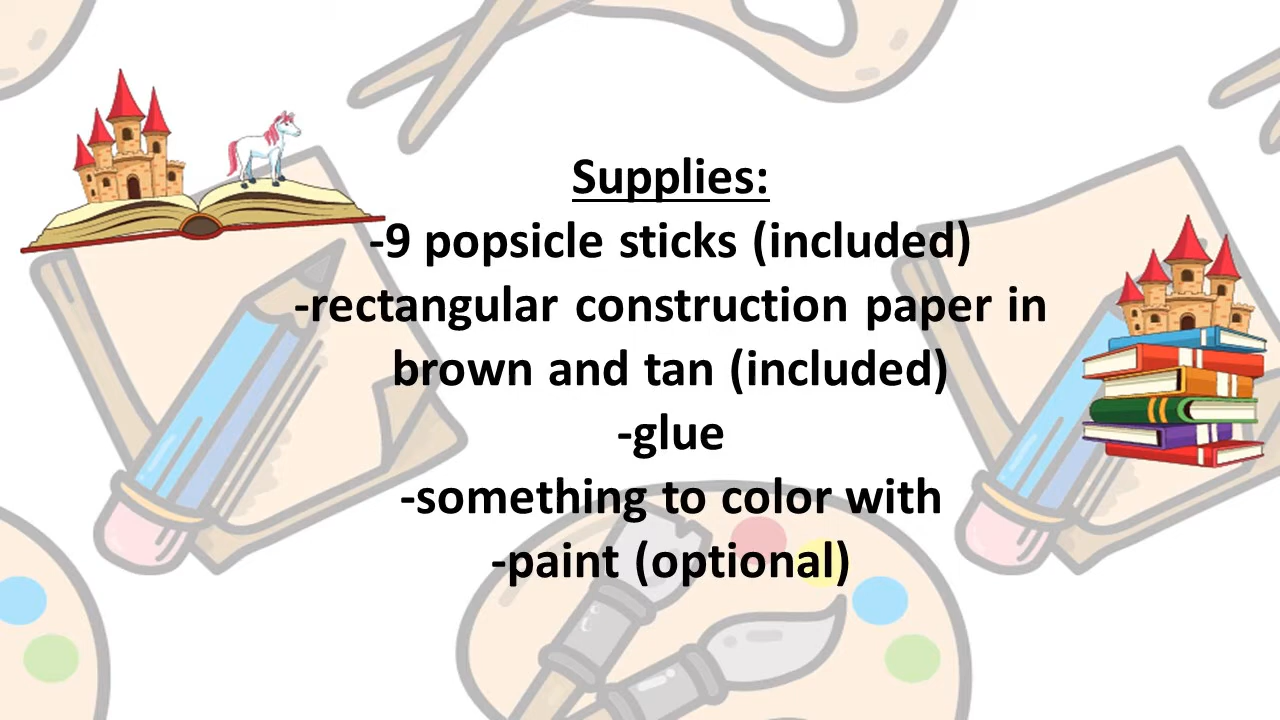 Supplies:
-9 popsicle sticks (included)
-rectangular construction paper in
brown and tan (included)
-glue
-something to color with
-paint (optional)